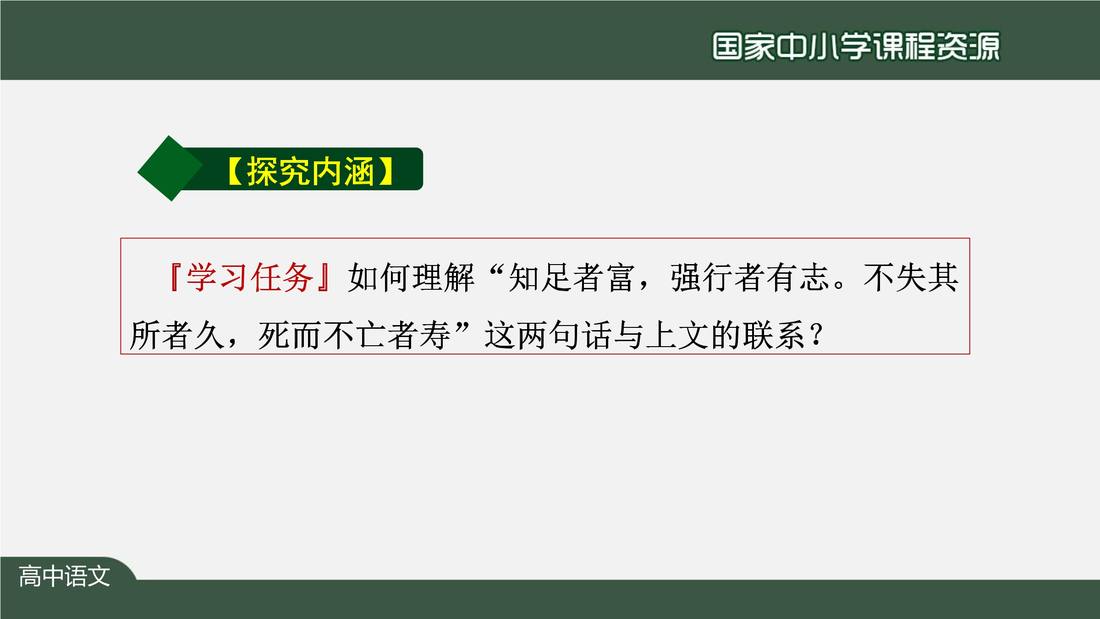 国家中小学课程资源
【探究内涵】
『学习任务』如何理解“知足者富，强行者有志。不失其
所者久，死而不亡者寿”这两句话与上文的联系？
高中语文